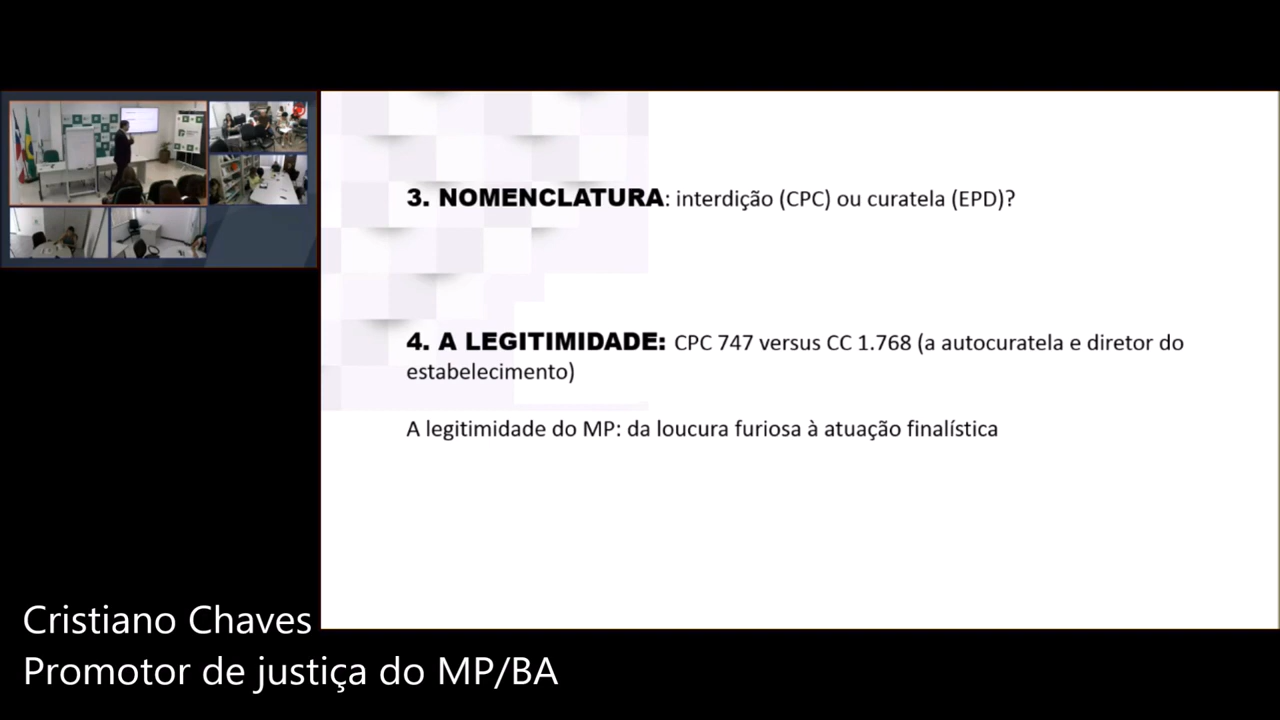 3. NOMENCLATURA: interdição (CPC) ou curatela (EPD)?
4. A LEGITIMIDADE: CPC 747 versus CC 1.768 (a autocuratela e diretor do
estabelecimento)
A legitimidade do MP: da loucura furiosa à atuação finalística
Cristiano Chaves
Promotor de justiça do MP/BA